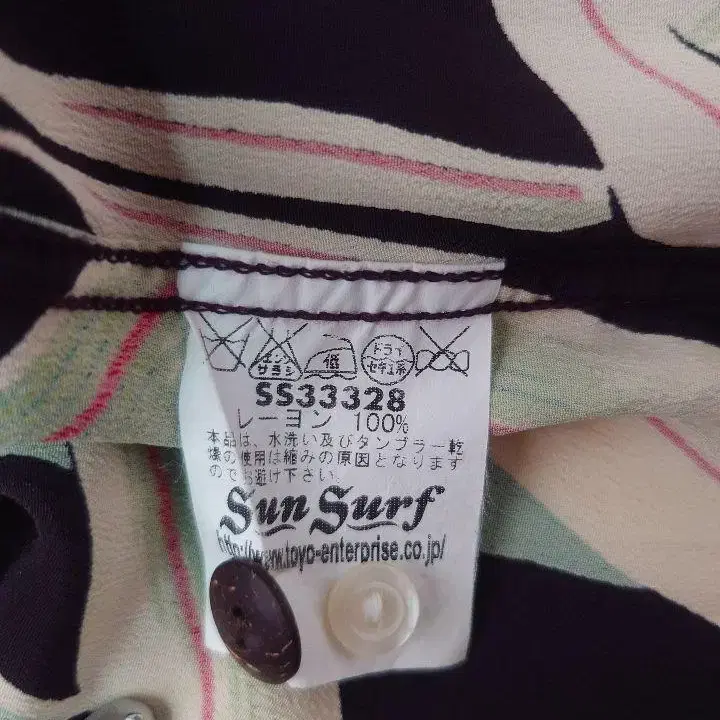 エンソ
サラシ
低
ドライ
セキユ系
SS33328
レーヨン 100%
本品は、水洗い及びタンブラー乾
燥の使用は縮みの原因となります
のでお避け下さい。
Sun Surf
http://www.toyo-enterprise.co.jp/